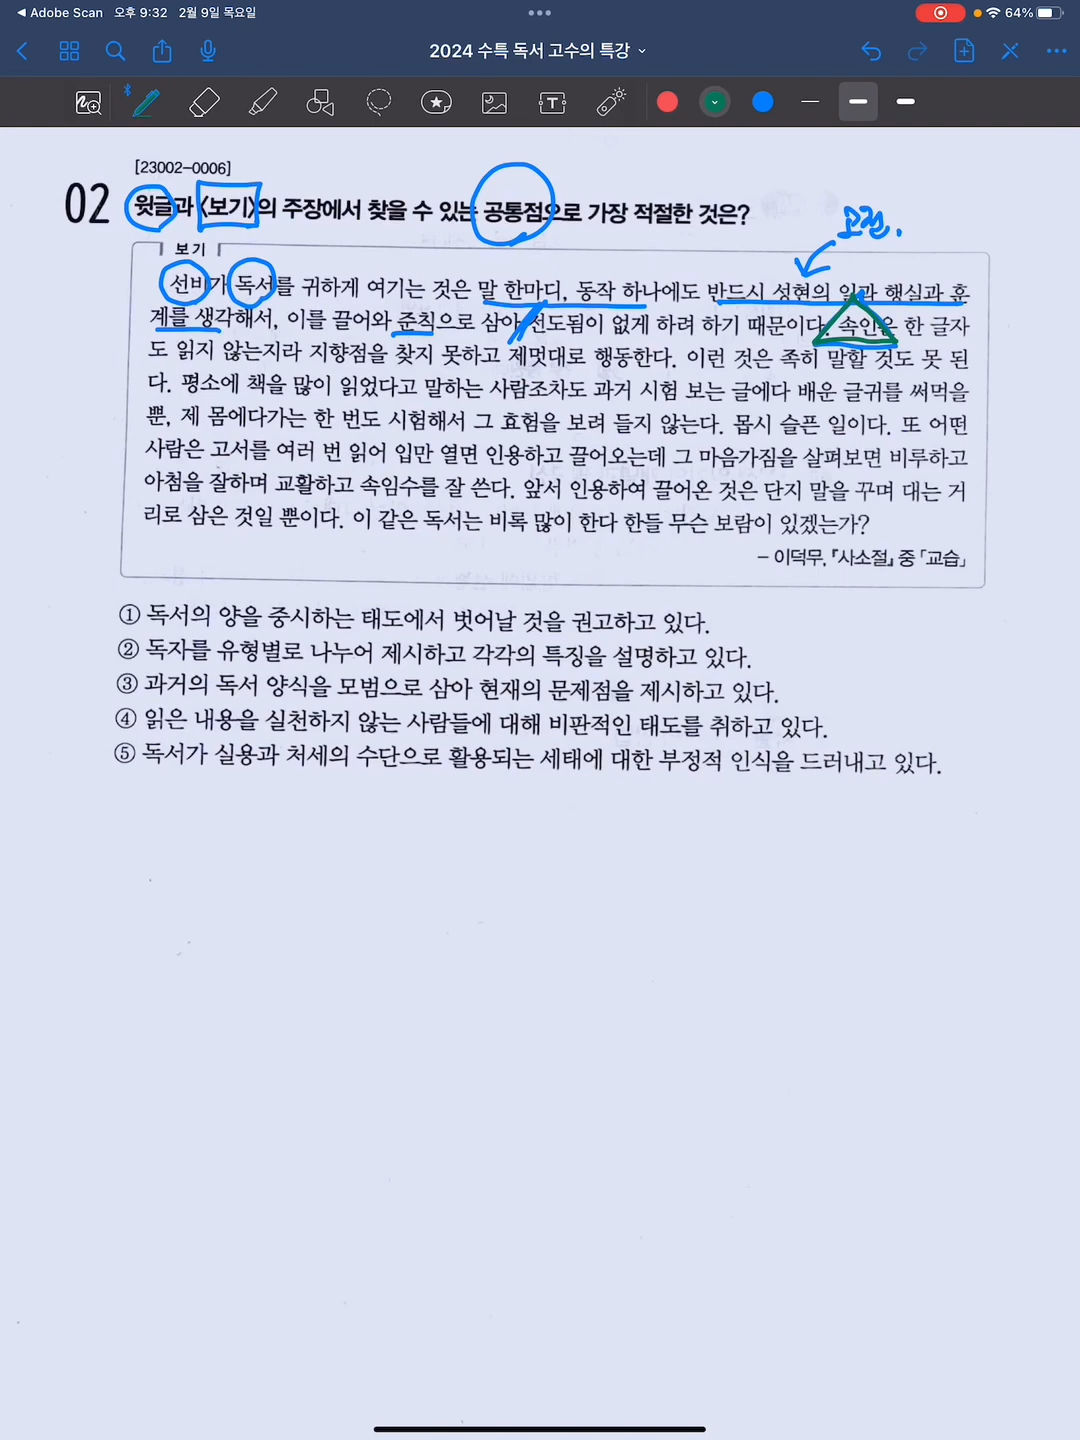 ◀ Adobe Scan 오후 9:32 2월 9일 목요일
64%
2024 수특 독서 고수의 특강
[23002-0006]
02 윗글과 〈보기〉의 주장에서 찾을 수 있는 공통점으로 가장 적절한 것은?
고전.
보기
선비가 독서를 귀하게 여기는 것은 말 한마디, 동작 하나에도 반드시 성현의 일과 행실과 훈
계를 생각해서, 이를 끌어와 준칙으로 삼아 전도됨이 없게 하려 하기 때문이다. 속인은 한 글자
도 읽지 않는지라 지향점을 찾지 못하고 제멋대로 행동한다. 이런 것은 족히 말할 것도 못 된
다. 평소에 책을 많이 읽었다고 말하는 사람조차도 과거 시험 보는 글에다 배운 글귀를 써먹을
뿐, 제 몸에다가는 한 번도 시험해서 그 효험을 보려 들지 않는다. 몹시 슬픈 일이다. 또 어떤
사람은 고서를 여러 번 읽어 입만 열면 인용하고 끌어오는데 그 마음가짐을 살펴보면 비루하고
아첨을 잘하며 교활하고 속임수를 잘 쓴다. 앞서 인용하여 끌어온 것은 단지 말을 꾸며 대는 거
리로 삼은 것일 뿐이다. 이 같은 독서는 비록 많이 한다 한들 무슨 보람이 있겠는가?
- 이덕무, 『사소절』 중 「교습」
① 독서의 양을 중시하는 태도에서 벗어날 것을 권고하고 있다.
② 독자를 유형별로 나누어 제시하고 각각의 특징을 설명하고 있다.
③ 과거의 독서 양식을 모범으로 삼아 현재의 문제점을 제시하고 있다.
④ 읽은 내용을 실천하지 않는 사람들에 대해 비판적인 태도를 취하고 있다.
⑤ 독서가 실용과 처세의 수단으로 활용되는 세태에 대한 부정적 인식을 드러내고 있다.